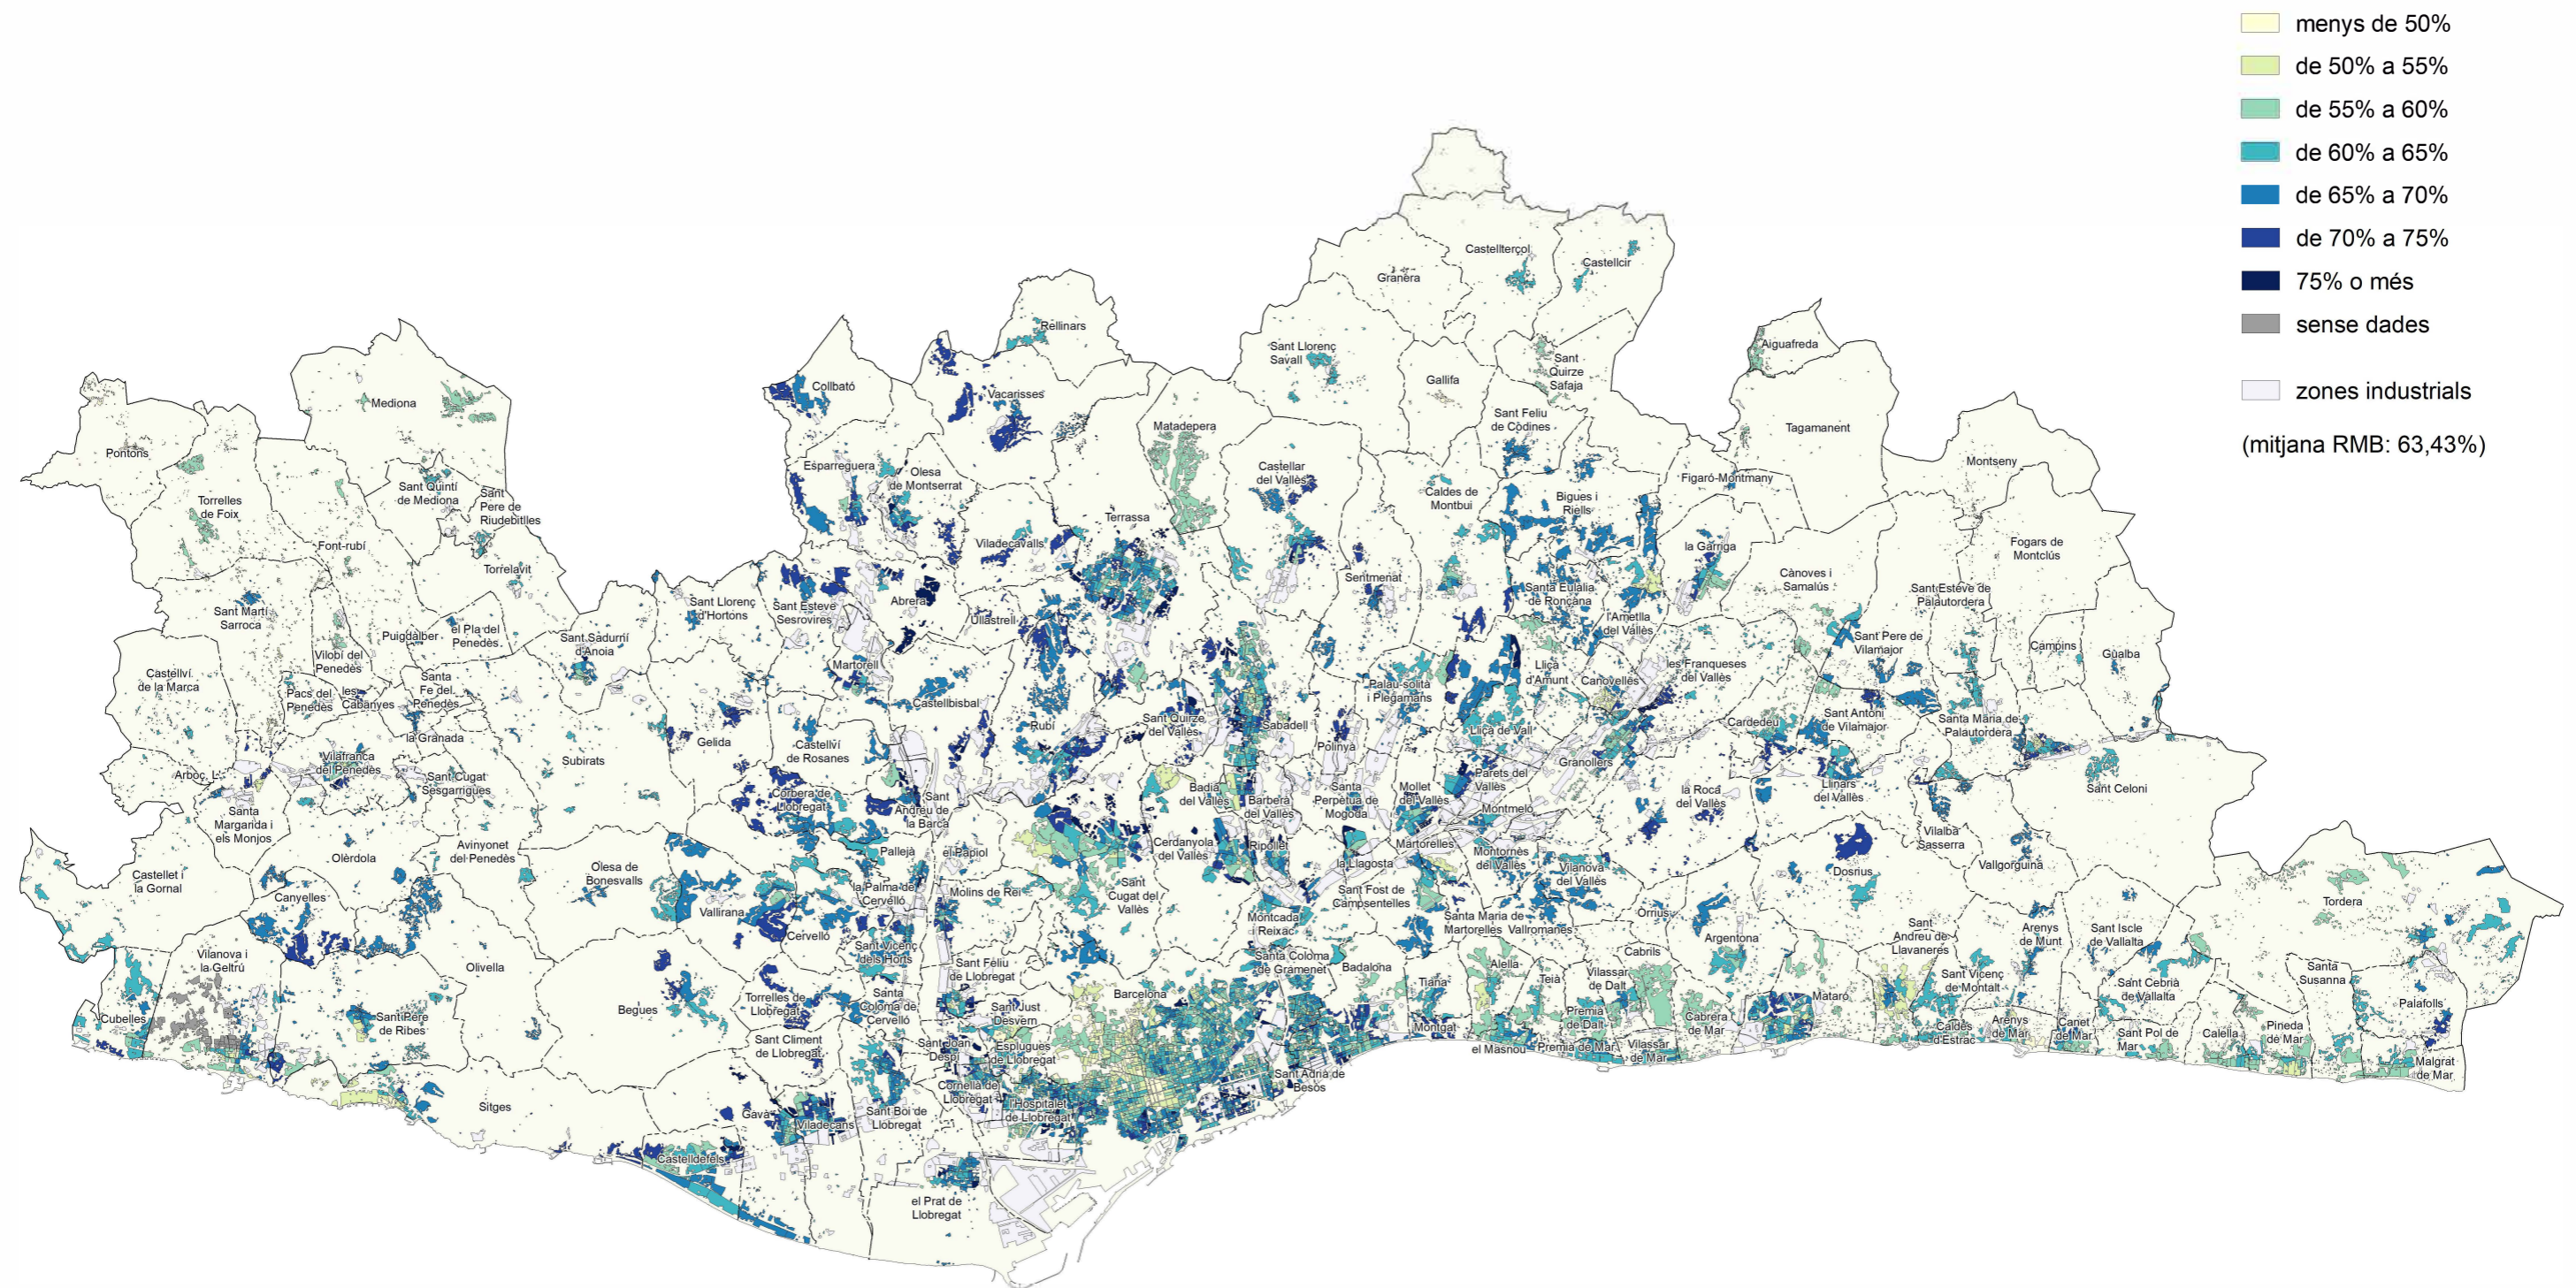 menys de 50%
de 50% a 55%
de 55% a 60%
de 60% a 65%
de 65% a 70%
de 70% a 75%
75% o més
sense dades
zones industrials
(mitjana RMB: 63,43%)
Castellterçol
Castellcir
Granera
Rellinars
Sant Llorenç
Savall
Sant
Quirze
Safaja
Aiguafreda
Gallifa
Collbató
Vacarisses
Mediona
Sant Feliu
de Codines
Matadepera
Tagamanent
Pontons
Montseny
Esparreguera
Olesa
de Montserrat
Castellar
del Vallès
Figaró-Montmany
Sant Quintí
de Mediona
Sant
Pere de
Riudebitlles
Caldes de
Montbui
Bigues i
Riells
Torrelles
de Foix
Terrassa
Font-rubí
Viladecavalls
la Garriga
Fogars de
Montclús
Torrelavit
Sentmenat
Cànoves i
Samalús
Santa Eulàlia
de Ronçana
Sant Esteve de
Palautordera
Sant Martí
Sarroca
Sant Llorenç
d'Hortons
Sant Esteve
Sesrovires
Abrera
Ullastrell
l'Ametlla
del Vallès
Puigdàlber
el Pla del
Penedès
Sant Sadurní
d'Anoia
Sant Pere de
Vilamajor
Campins
Gualba
Vilobí del
Penedès
Martorell
Lliçà
d'Amunt
les Franqueses
del Vallès
Canovelles
Castellví
de la Marca
Pacs del
Penedès
les
Cabanyes
Santa
Fe del
Penedès
Palau-solità
i Plegamans
Castellbisbal
Rubí
Sant Quirze
del Vallès
Sabadell
Cardedeu
Sant Antoni
de Vilamajor
Santa Maria de
Palautordera
la Granada
Gelida
Castellví
de Rosanes
Polinyà
Lliçà de Vall
Granollers
Arboç, L'
Vilafranca
del Penedès
Sant Cugat
Sesgarrigues
Subirats
Badia
del Vallès
Barberà
del Vallès
Santa
Perpètua de
Mogoda
Mollet
del Vallès
Parets del
Vallès
Montmeló
la Roca
del Vallès
Llinars
del Vallès
Sant Celoni
Santa
Margarida i
els Monjos
Corbera de
Llobregat
Sant
Andreu de
la Barca
Olèrdola
Avinyonet
del Penedès
Pallejà
el Papiol
Cerdanyola
del Vallès
Ripollet
la Llagosta
Martorelles
Montornès
del Vallès
Vilalba
Sasserra
Vallgorguina
Castellet i
la Gornal
Olesa de
Bonesvalls
la Palma de
Cervelló
Molins de Rei
Sant
Cugat del
Vallès
Sant Fost de
Campsentelles
Vilanova
del Vallès
Dosrius
Canyelles
Vallirana
Cervelló
Montcada
i Reixac
Santa Maria de
Martorelles
Vallromanes
Orrius
Tordera
Argentona
Sant
Andreu de
Llavaneres
Arenys
de Munt
Sant Iscle
de Vallalta
Vilanova i
la Geltrú
Olivella
Sant Vicenç
dels Horts
Sant Feliu
de Llobregat
Santa Coloma
de Gramenet
Badalona
Alella
Cabrils
Tiana
Teià
Vilassar
de Dalt
Sant Vicenç
de Montalt
Sant Cebrià
de Vallalta
Santa
Susanna
Palafolls
Begues
Torrelles de
Llobregat
Santa
Coloma de
Cervelló
Sant Just
Desvern
Barcelona
Mataró
Cubelles
Sant Pere
de Ribes
Montgat
Premià
de Dalt
Cabrera
de Mar
Caldes
d'Estrac
Arenys
de Mar
Canet
de Mar
Sant Pol de
Mar
Calella
Pineda
de Mar
Sant Climent
de Llobregat
Sant Joan
Despí
Esplugues
de Llobregat
el Masnou
Premià de Mar
Vilassar
de Mar
Malgrat
de Mar
Cornellà de
Llobregat
Sant Adrià de
Besòs
Sitges
Gavà
Viladecans
Sant Boi de
Llobregat
l'Hospitalet
de Llobregat
Castelldefels
el Prat de
Llobregat